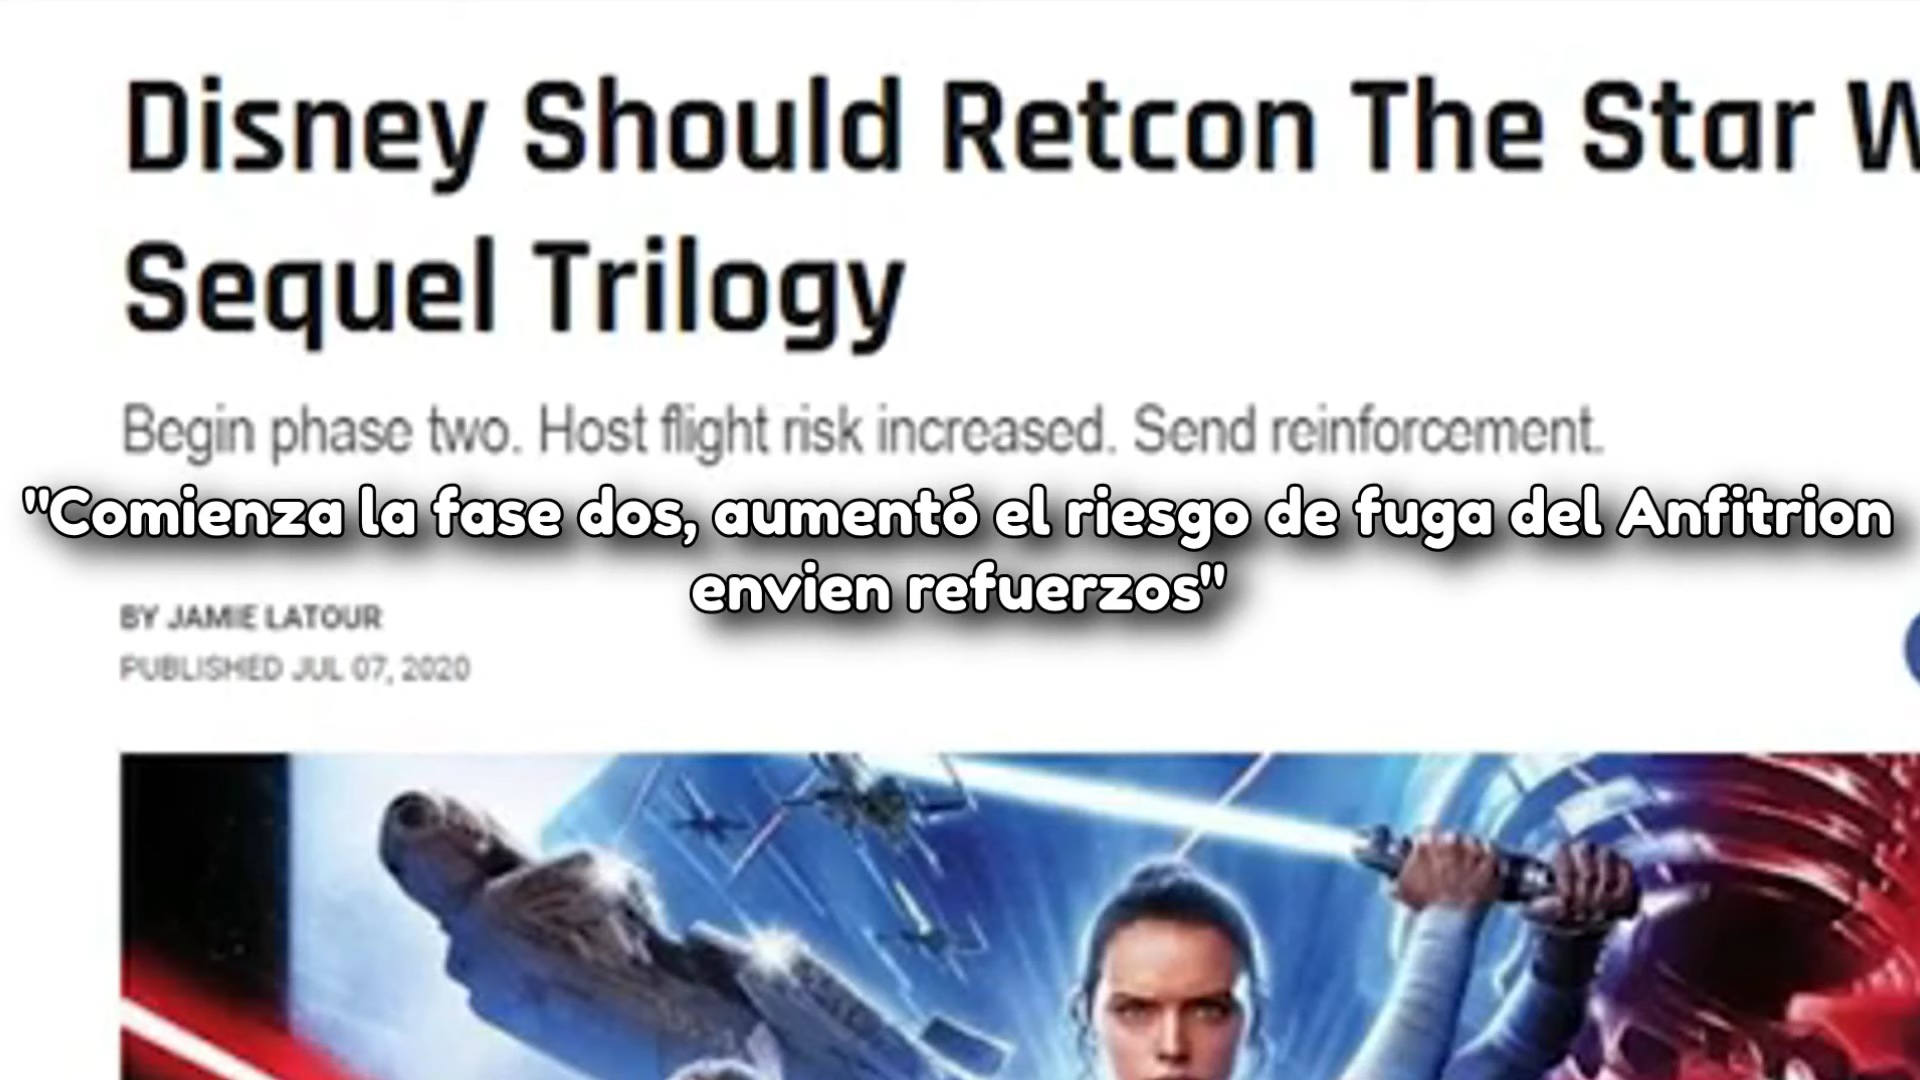 Disney Should Retcon The Star
Sequel Trilogy
Begin phase two. Host flight risk increased. Send reinforcement.
"Comienza la fase dos, aumentó el riesgo de fuga del Anfitrion
envien refuerzos"
BY JAMIE LATOUR
PUBLISHED JUL 07, 2020